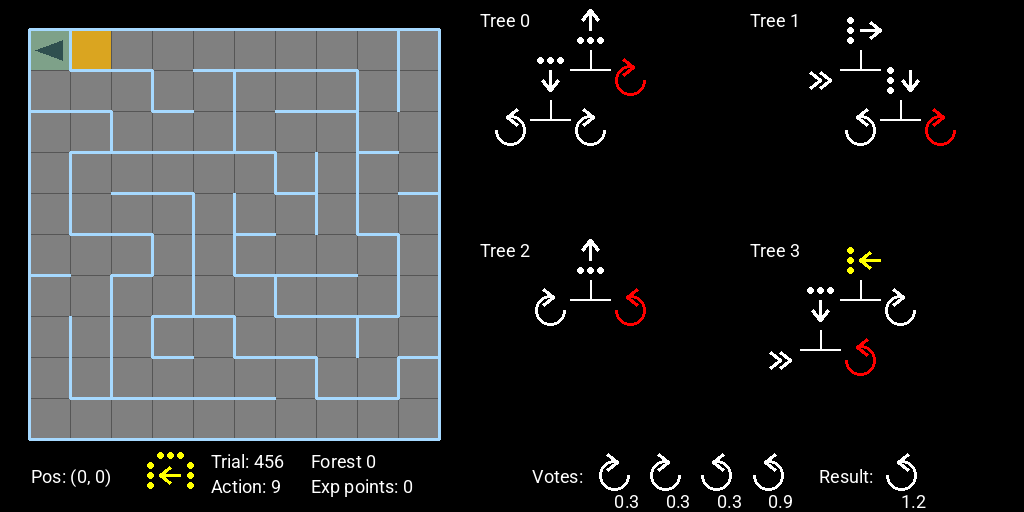 Tree 0
Tree 1
Tree 2
Tree 3
Pos: (0, 0)
Trial: 456
Forest 0
Action: 9
Exp points: 0
Votes:
0.3
0.3
0.3
0.9
Result:
1.2